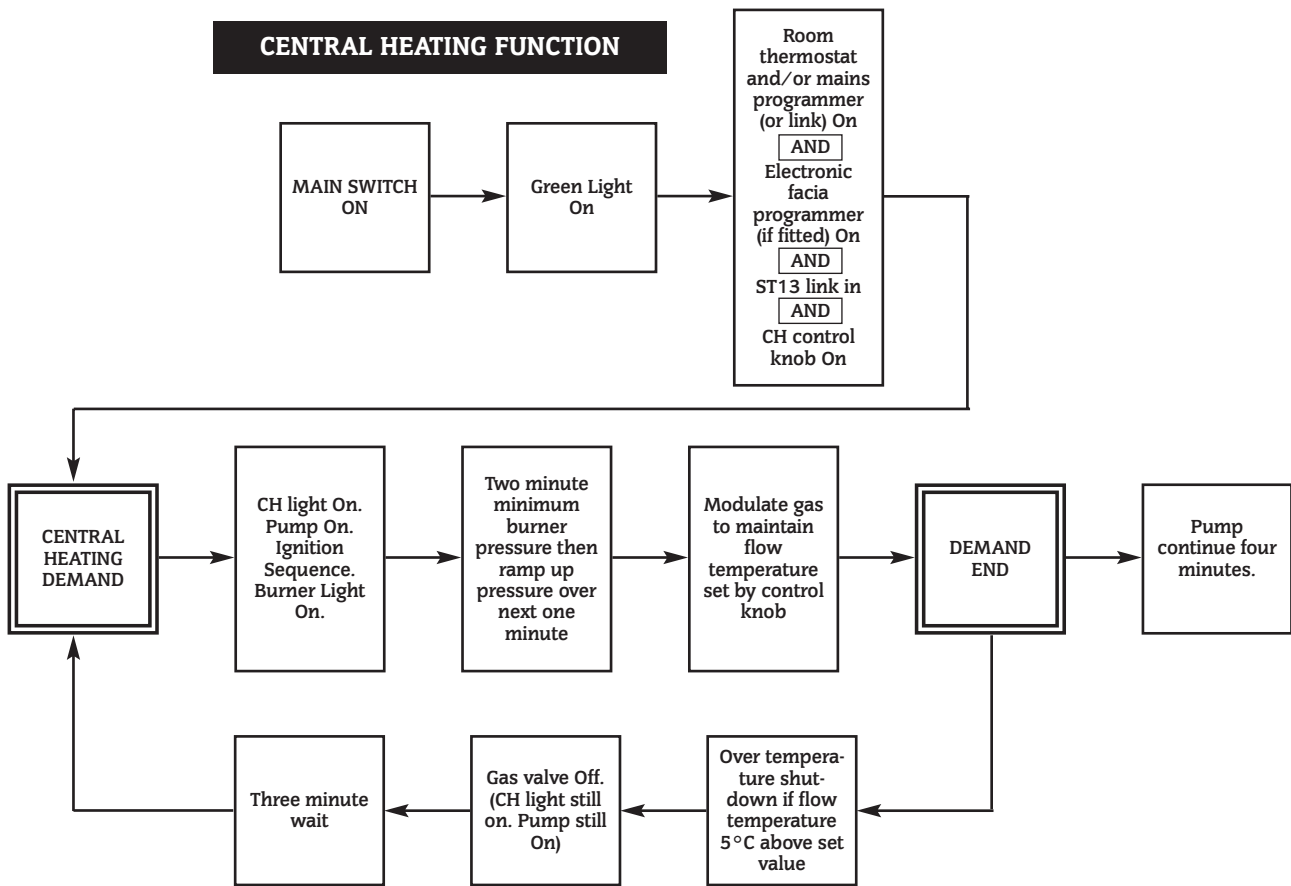 CENTRAL HEATING FUNCTION
MAIN SWITCH
ON
Green Light
On
Room
thermostat
and/or mains
programmer
(or link) On
AND
Electronic
facia
programmer
(if fitted) On
AND
ST13 link in
AND
CH control
knob On
CENTRAL
HEATING
DEMAND
CH light On.
Pump On.
Ignition
Sequence.
Burner Light
On.
Two minute
minimum
burner
pressure then
ramp up
pressure over
next one
minute
Modulate gas
to maintain
flow
temperature
set by control
knob
DEMAND
END
Pump
continue four
minutes.
Three minute
wait
Gas valve Off.
(CH light still
on. Pump still
On)
Over tempera-
ture shut-
down if flow
temperature
5°C above set
value